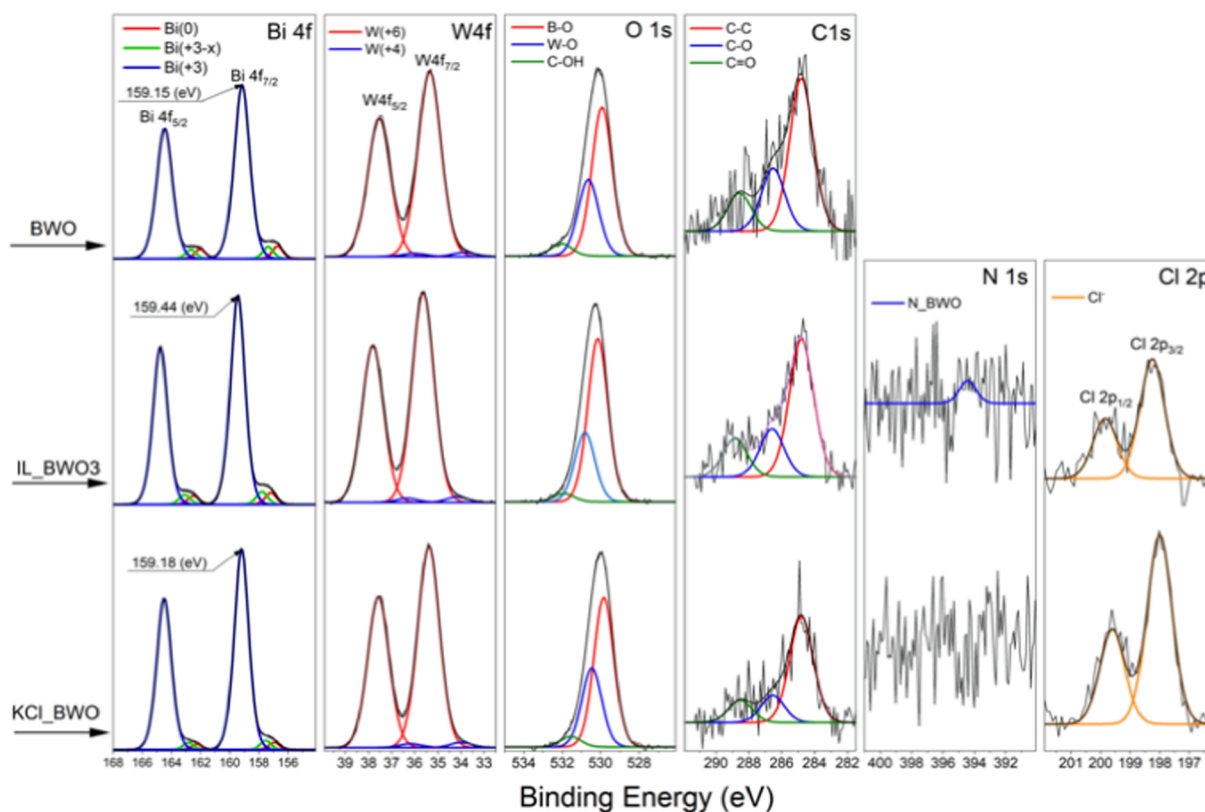 Bi 4f
Bi(0)
Bi(+3-x)
Bi(+3)
Bi 4f7/2
159.15 (eV)
Bi 4f5/2
W4f
W(+6)
W(+4)
W4f7/2
W4f5/2
O 1s
B-O
W-O
C-OH
C1s
C-C
C-O
C=O
BWO
159.44 (eV)
N 1s
N_BWO
Cl 2p
Cl-
Cl 2p3/2
Cl 2p1/2
IL_BWO3
159.18 (eV)
KCl_BWO
168 166 164 162 160 158 156
39 38 37 36 35 34 33
534 532 530 528
290 288 286 284 282
400 398 396 394 392
201 200 199 198 197
Binding Energy (eV)